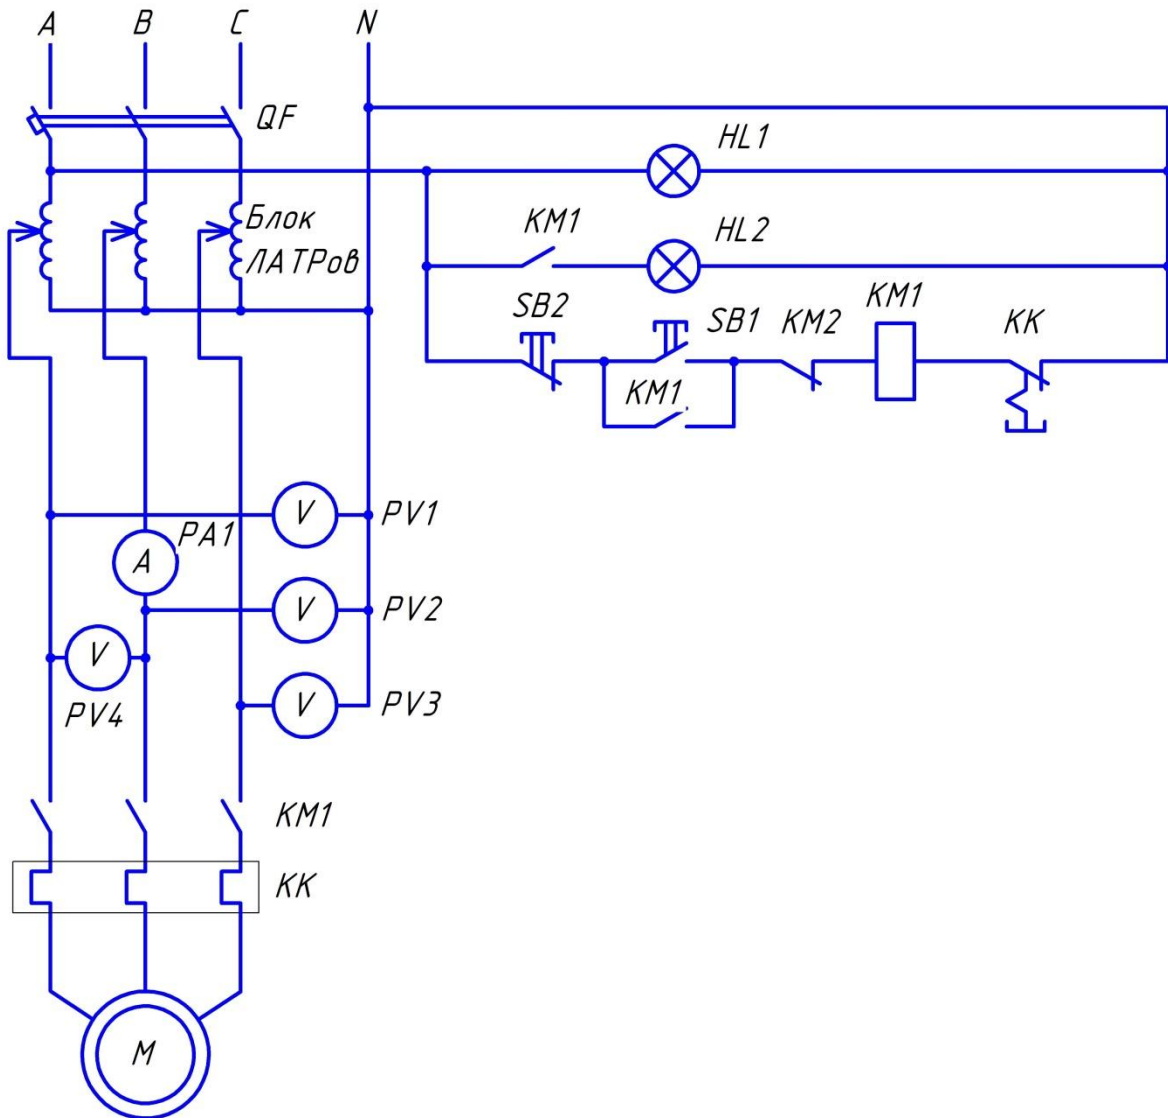 A B C N
QF
HL1
Блок
ЛАТРов
KM1
HL2
SB2
SB1
KM2
KM1
KK
KM1
V
PV1
PA1
A
V
PV2
V
PV4
V
PV3
KM1
KK
M